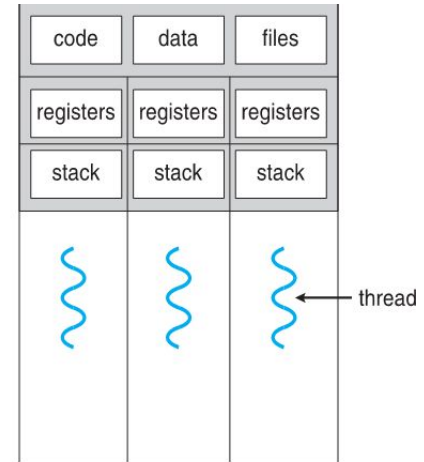 code data files
registers registers registers
stack stack stack
thread